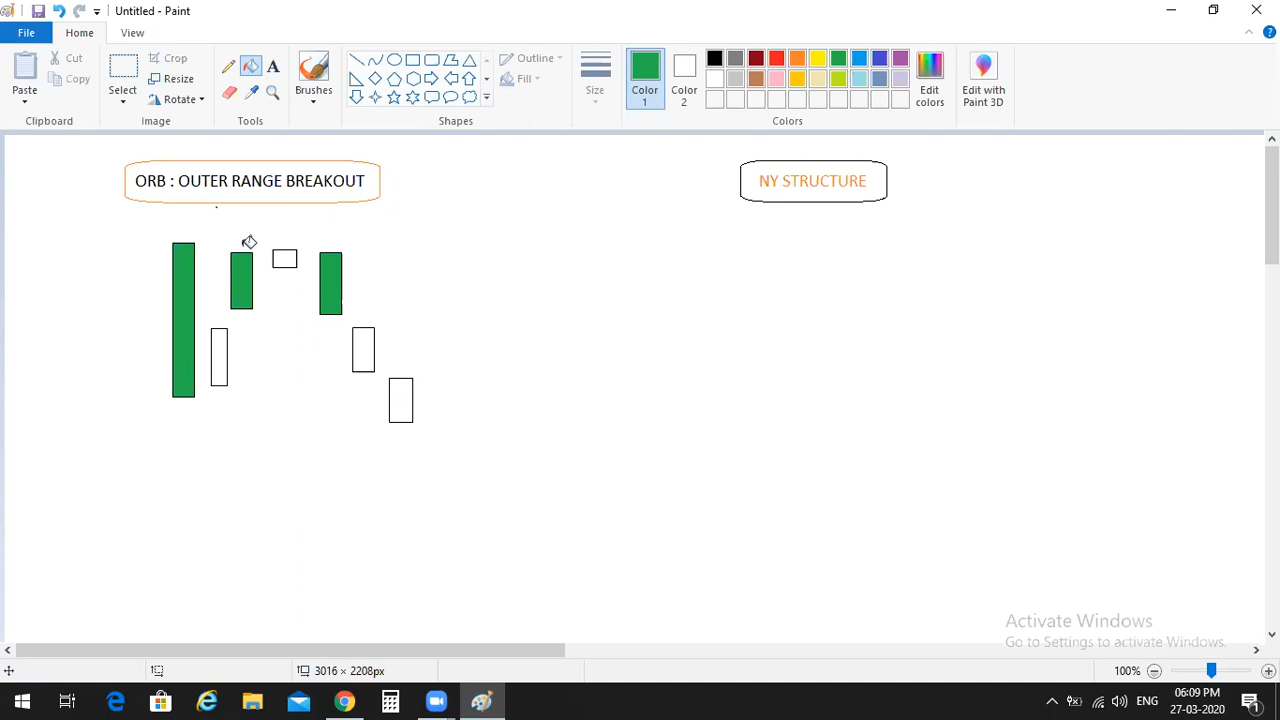 Untitled - Paint
File
Home
View
Paste
Cut
Copy
Clipboard
Select
Crop
Resize
Rotate
Image
A
Tools
Brushes
Outline
Fill
Shapes
Size
Color 1
Color 2
Edit colors
Colors
Edit with Paint 3D
ORB : OUTER RANGE BREAKOUT
NY STRUCTURE
Activate Windows
Go to Settings to activate Windows.
3016 × 2208px
100%
ENG
06:09 PM
27-03-2020